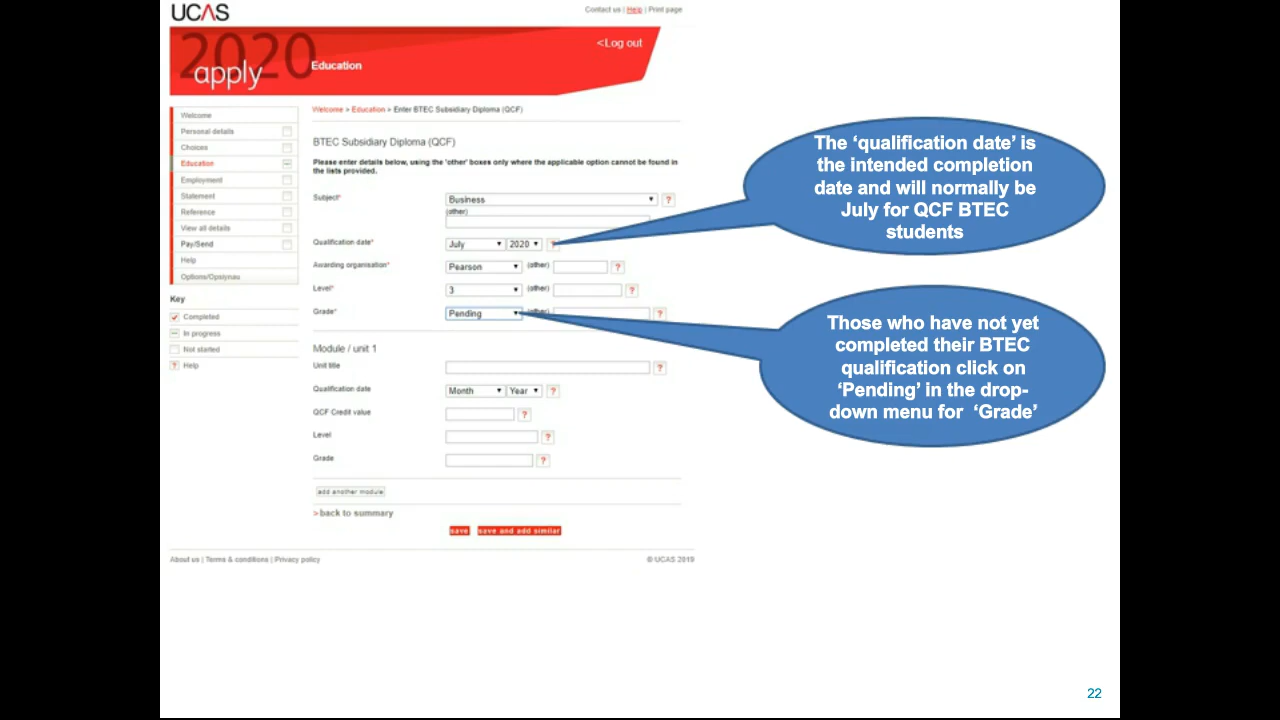 UCAS
Contact us | Help | Print page
2020
apply
<Log out
Education
Welcome
Personal details
Choices
Education
Employment
Statement
Reference
View all details
Pay/Send
Help
Options/Opsiynau
Key
Completed
In progress
Not started
? Help
Welcome > Education > Enter BTEC Subsidiary Diploma (QCF)
BTEC Subsidiary Diploma (QCF)
Please enter details below, using the 'other' boxes only where the applicable option cannot be found in
the lists provided.
Subject* Business ?
(other)
Qualification date* July 2020 ?
Awarding organisation* Pearson (other) ?
Level* 3 (other) ?
Grade* Pending (other) ?
Module / unit 1
Unit title ?
Qualification date Month Year ?
QCF Credit value ?
Level ?
Grade ?
add another module
>back to summary
save save and add similar
About us | Terms & conditions | Privacy policy
© UCAS 2019
The ‘qualification date’ is
the intended completion
date and will normally be
July for QCF BTEC
students
Those who have not yet
completed their BTEC
qualification click on
‘Pending’ in the drop-
down menu for ‘Grade’
22